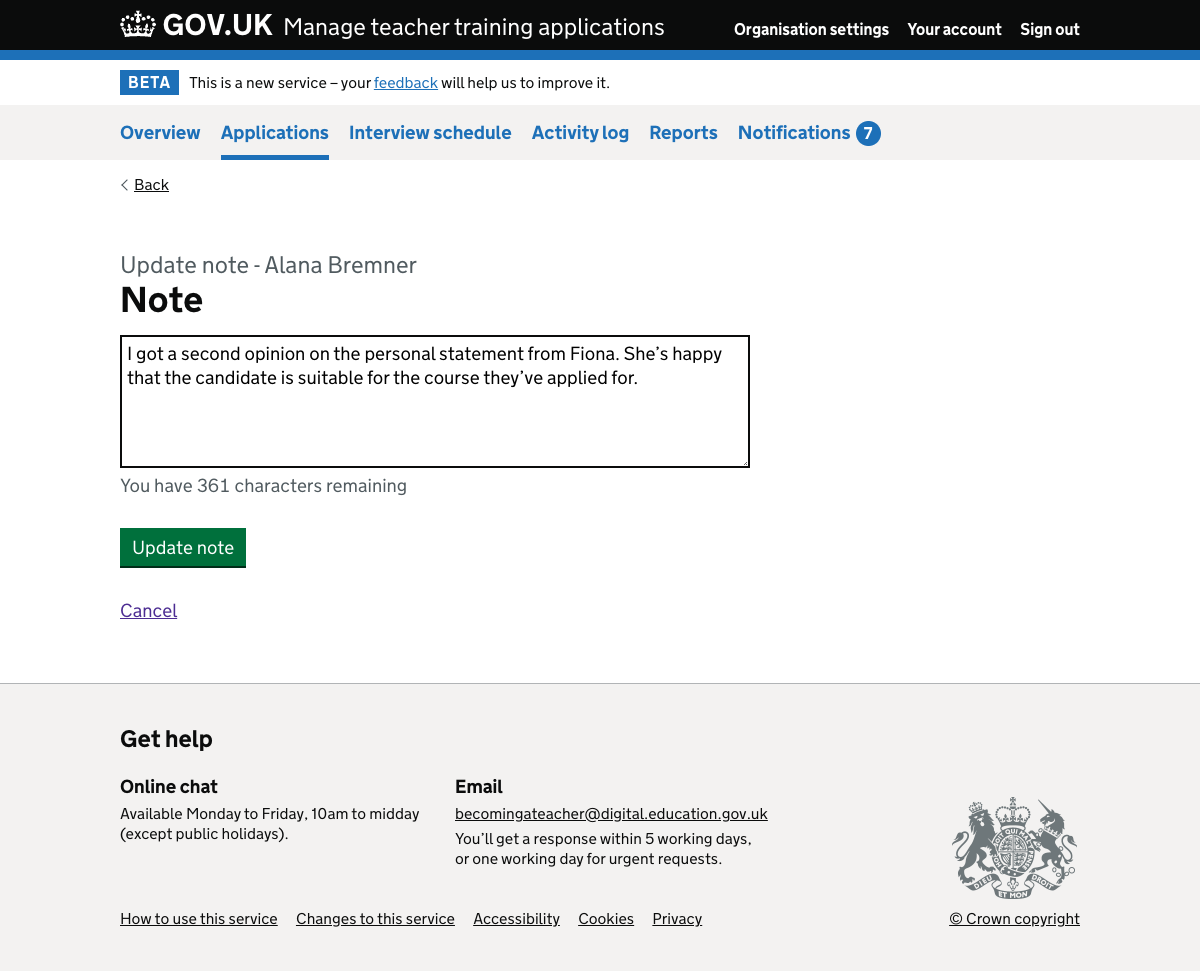 GOV.UK Manage teacher training applications Organisation settings Your account Sign out
BETA This is a new service – your feedback will help us to improve it.
Overview Applications Interview schedule Activity log Reports Notifications 7
Back
Update note - Alana Bremner
Note
I got a second opinion on the personal statement from Fiona. She’s happy
that the candidate is suitable for the course they’ve applied for.
You have 361 characters remaining
Update note
Cancel
Get help
Online chat
Available Monday to Friday, 10am to midday
(except public holidays).
Email
becomingateacher@digital.education.gov.uk
You’ll get a response within 5 working days,
or one working day for urgent requests.
DIEU ET MON DROIT
How to use this service Changes to this service Accessibility Cookies Privacy
© Crown copyright